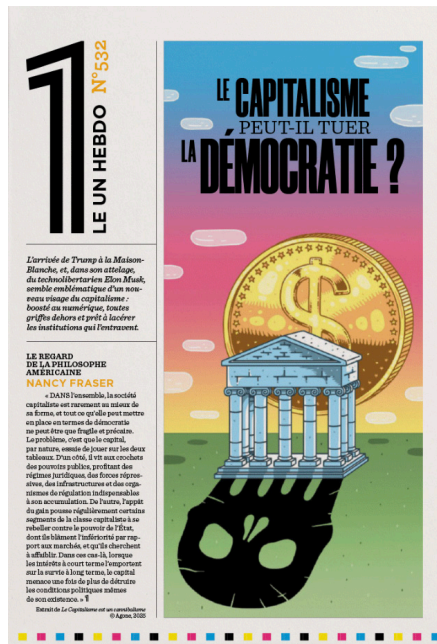 1
LE UN HEBDO N°532
LE CAPITALISME
PEUT-IL TUER
LA DÉMOCRATIE ?
L'arrivée de Trump à la Maison-
Blanche, et, dans son attelage,
du technolibertarien Elon Musk,
semble emblématique d'un nou-
veau visage du capitalisme :
boosté au numérique, toutes
griffes dehors et prêt à lacérer
les institutions qui l'entravent.
LE REGARD
DE LA PHILOSOPHE
AMÉRICAINE
NANCY FRASER
« DANS l'ensemble, la société
capitaliste est rarement au mieux de
sa forme, et tout ce qu'elle peut mettre
en place en termes de démocratie
ne peut être que fragile et précaire.
Le problème, c'est que le capital,
par nature, essaie de jouer sur les deux
tableaux. D'un côté, il vit aux crochets
des pouvoirs publics, profitant des
régimes juridiques, des forces répres-
sives, des infrastructures et des orga-
nismes de régulation indispensables
à son accumulation. De l'autre, l'appât
du gain pousse régulièrement certains
segments de la classe capitaliste à se
rebeller contre le pouvoir de l'État,
dont ils blâment l'infériorité par rap-
port aux marchés, et qu'ils cherchent
à affaiblir. Dans ces cas-là, lorsque
les intérêts à court terme l'emportent
sur la survie à long terme, le capital
menace une fois de plus de détruire
les conditions politiques mêmes
de son existence. » 1
Extrait de Le Capitalisme est un cannibalisme
© Agone, 2025